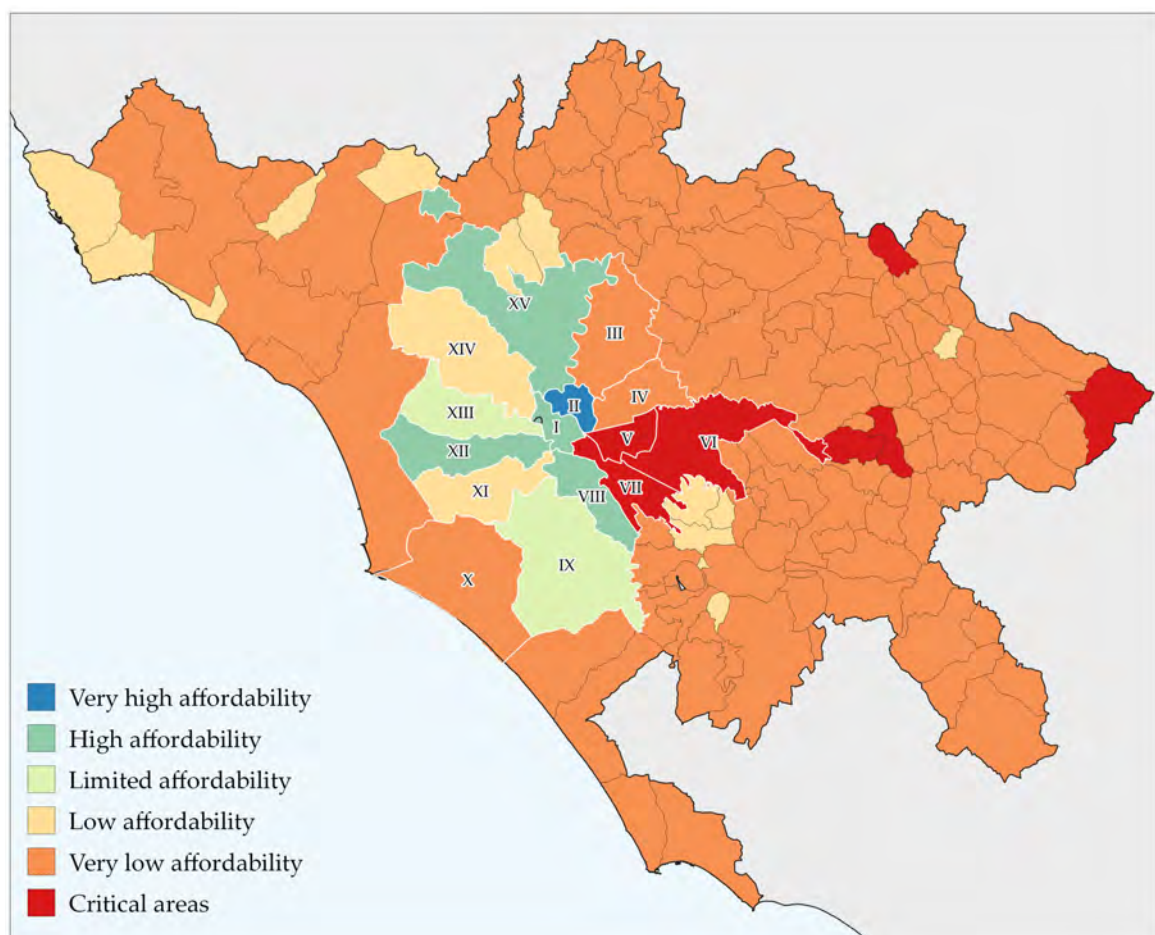 XV
III
XIV
IV
II
XIII
I
V
VI
XII
VII
XI
VIII
IX
X
Very high affordability
High affordability
Limited affordability
Low affordability
Very low affordability
Critical areas